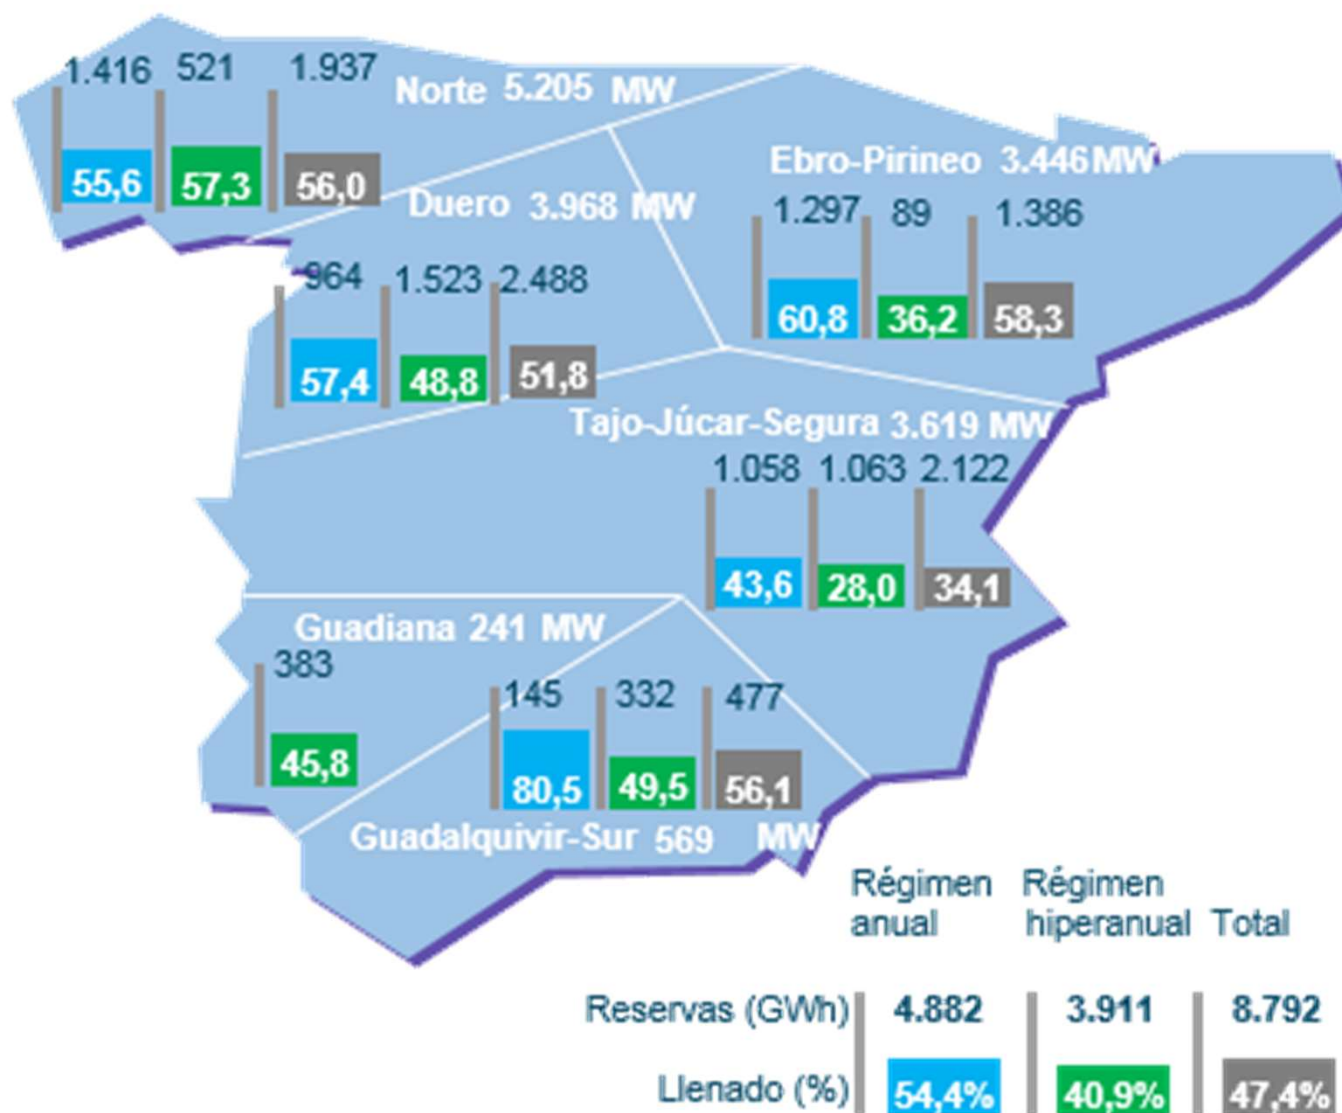 1.416 521 1.937
Norte 5.205 MW
55,6 57,3 56,0
Ebro-Pirineo 3.446 MW
Duero 3.968 MW
1.297 89 1.386
964 1.523 2.488
60,8 36,2 58,3
57,4 48,8 51,8
Tajo-Júcar-Segura 3.619 MW
1.058 1.063 2.122
43,6 28,0 34,1
Guadiana 241 MW
383
145 332 477
45,8
80,5 49,5 56,1
Guadalquivir-Sur 569 MW
Régimen Régimen
anual hiperanual Total
Reservas (GWh) 4.882 3.911 8.792
Llenado (%) 54,4% 40,9% 47,4%